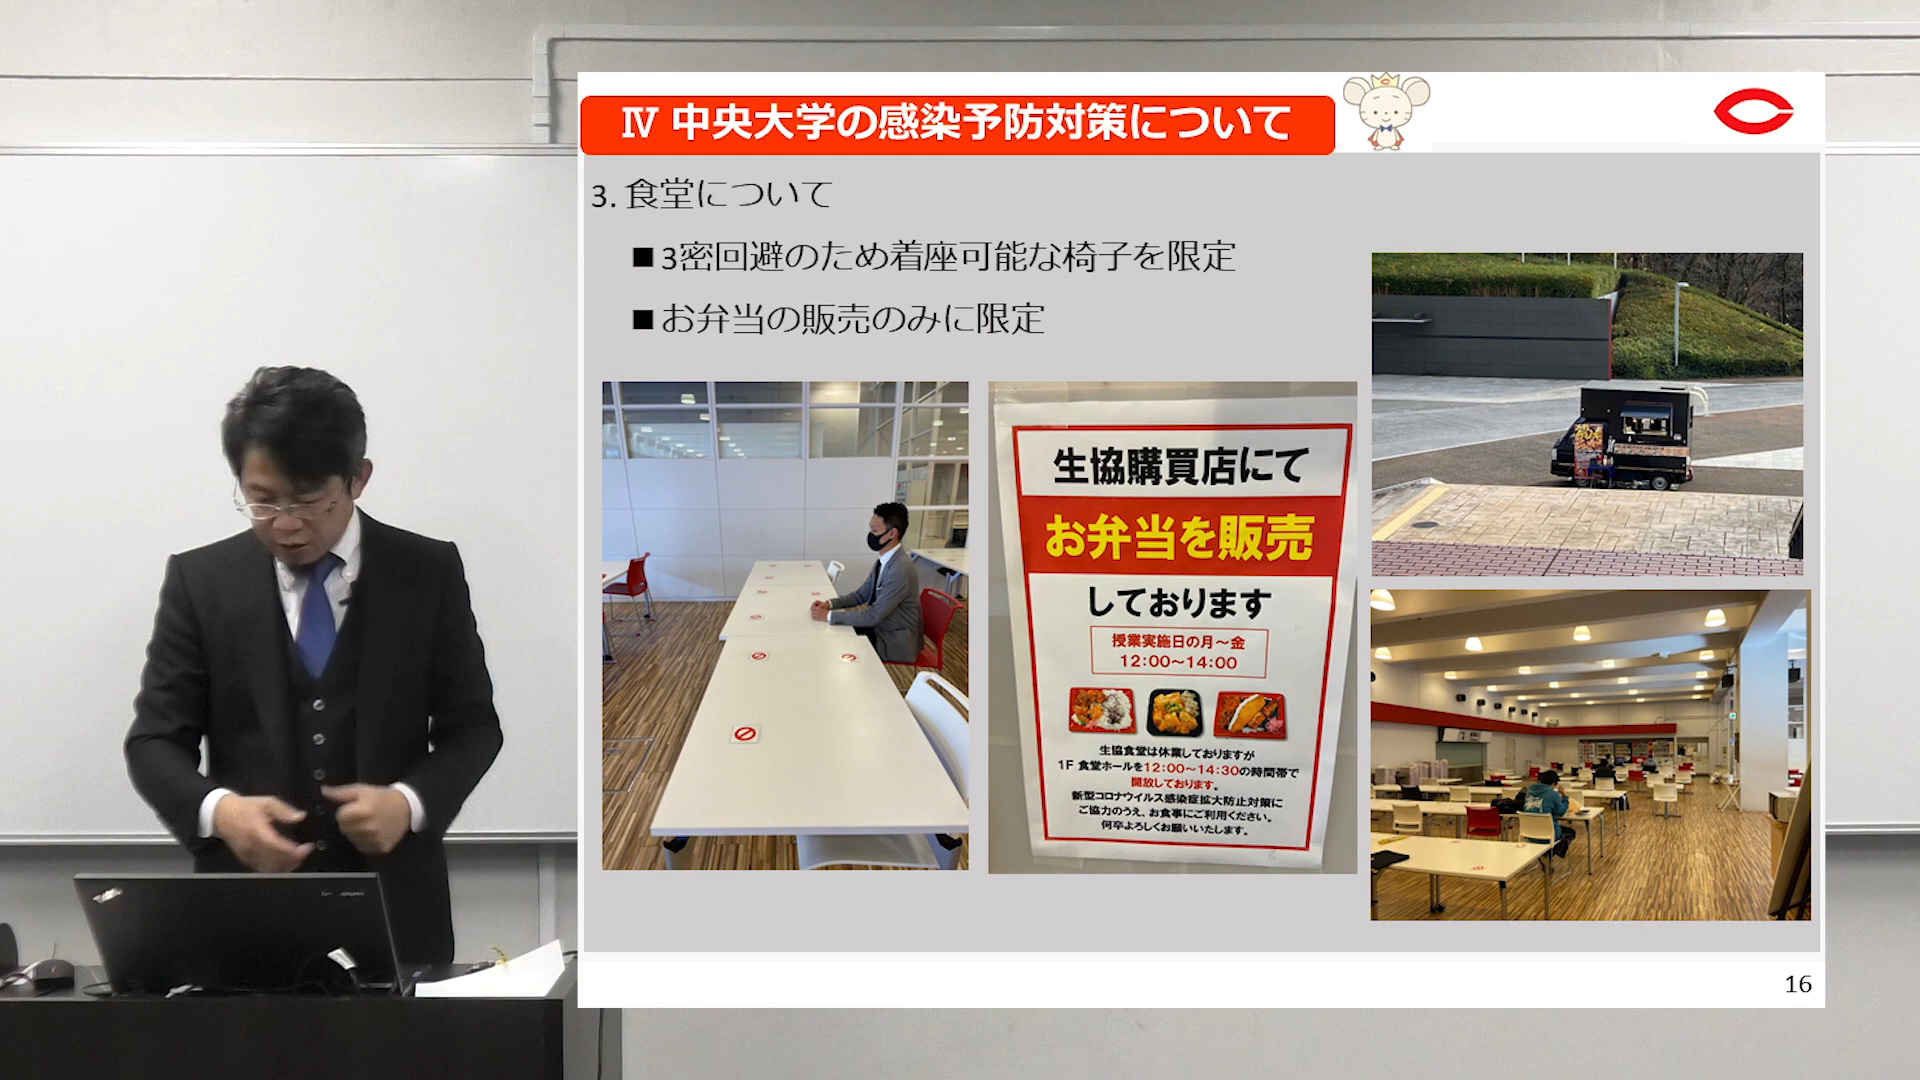 Ⅳ 中央大学の感染予防対策について
3. 食堂について
■3密回避のため着座可能な椅子を限定
■お弁当の販売のみに限定
生協購買店にて
お弁当を販売
しております
授業実施日の月～金
12:00～14:00
生協食堂は休業しておりますが
1F 食堂ホールを12:00～14:30の時間帯で
開放しております。
新型コロナウイルス感染症拡大防止対策に
ご協力のうえ、お食事にご利用ください。
何卒よろしくお願いいたします。
16